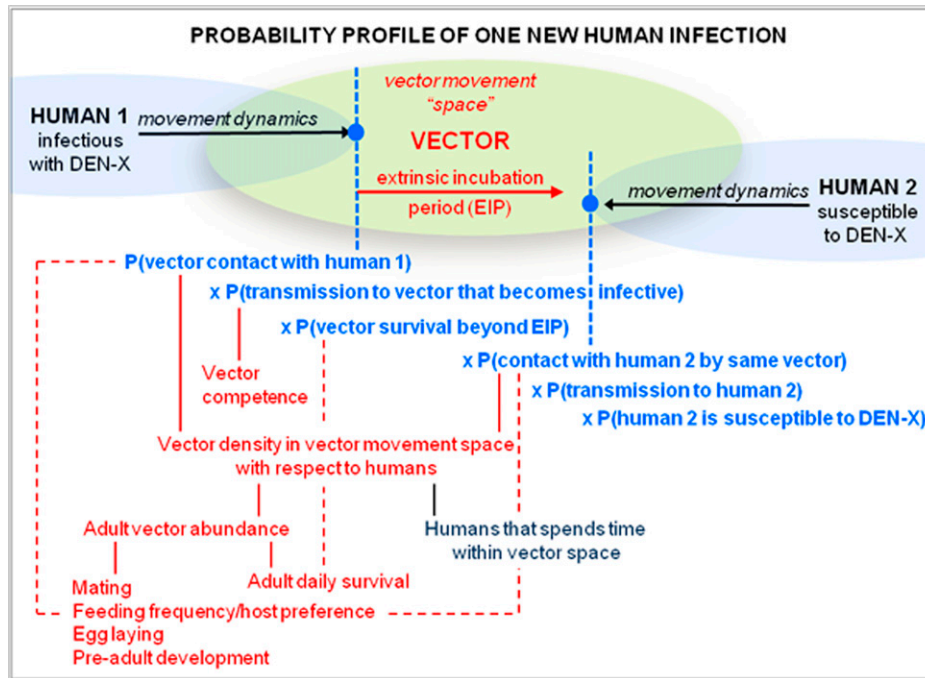 PROBABILITY PROFILE OF ONE NEW HUMAN INFECTION
vector movement
"space"
HUMAN 1
infectious
with DEN-X
movement dynamics
VECTOR
extrinsic incubation
period (EIP)
movement dynamics
HUMAN 2
susceptible
to DEN-X
P(vector contact with human 1)
x P(transmission to vector that becomes infective)
x P(vector survival beyond EIP)
x P(contact with human 2 by same vector)
x P(transmission to human 2)
x P(human 2 is susceptible to DEN-X)
Vector
competence
Vector density in vector movement space
with respect to humans
Adult vector abundance
Humans that spends time
within vector space
Mating
Adult daily survival
Feeding frequency/host preference
Egg laying
Pre-adult development